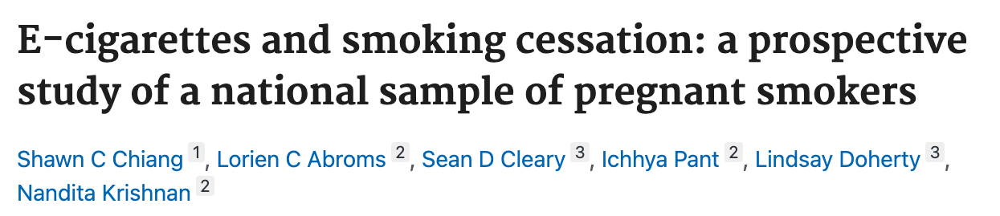 E-cigarettes and smoking cessation: a prospective
study of a national sample of pregnant smokers
Shawn C Chiang 1, Lorien C Abroms 2, Sean D Cleary 3, Ichhya Pant 2, Lindsay Doherty 3,
Nandita Krishnan 2